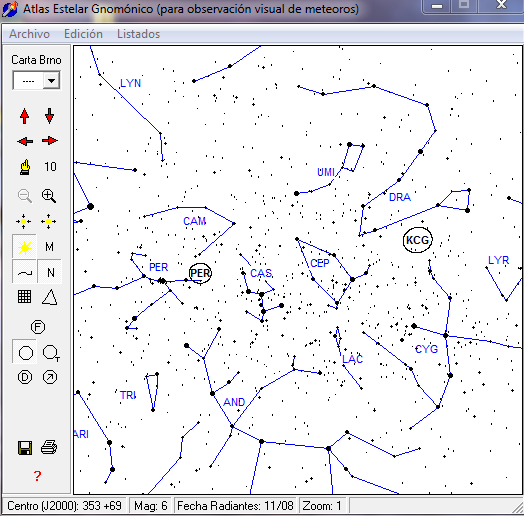 Atlas Estelar Gnomónico (para observación visual de meteoros)
Archivo Edición Listados
Carta Brno
----
10
M
N
F
T
D
?
LYN
UMI
DRA
CAM
KCG
PER
PER
CAS
CEP
LYR
LAC
CYG
TRI
AND
ARI
Centro (J2000): 353 +69 Mag: 6 Fecha Radiantes: 11/08 Zoom: 1